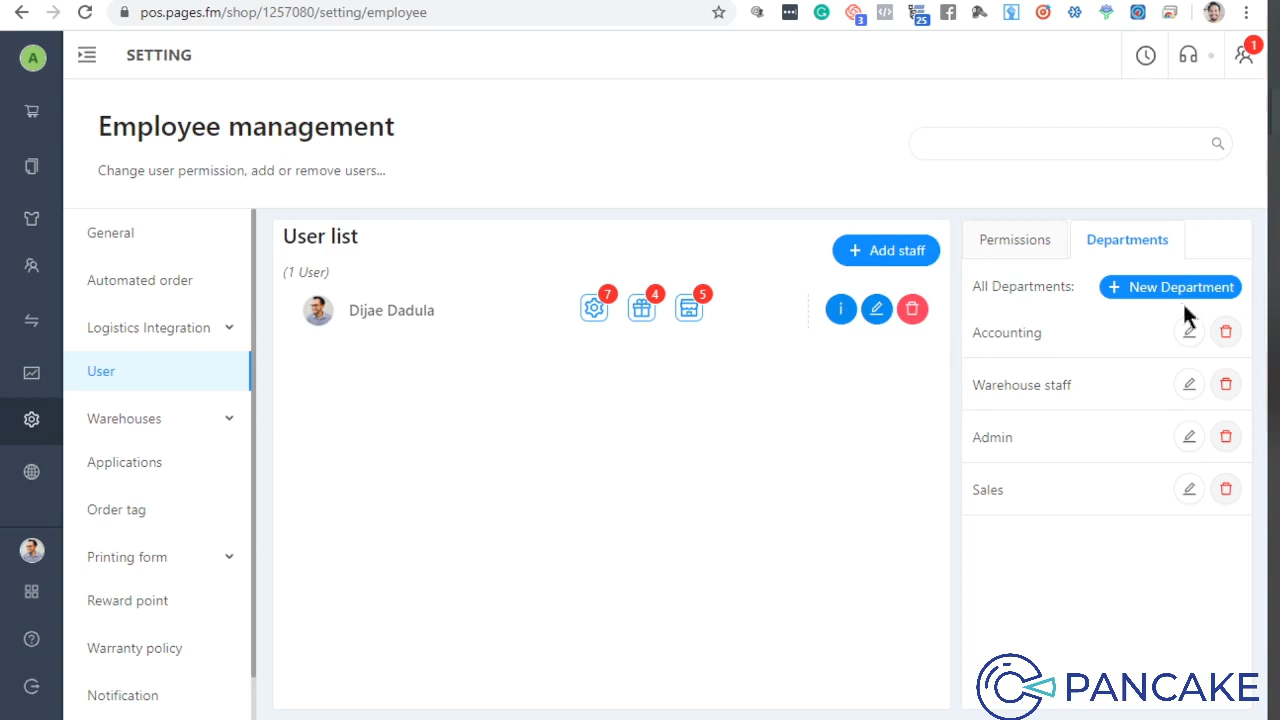 pos.pages.fm/shop/1257080/setting/employee
3
25
A
SETTING
1
Employee management
Change user permission, add or remove users...
General
Automated order
Logistics Integration
User
Warehouses
Applications
Order tag
Printing form
Reward point
Warranty policy
Notification
User list
Add staff
(1 User)
Dijae Dadula
7
4
5
Permissions
Departments
All Departments:
New Department
Accounting
Warehouse staff
Admin
Sales
PANCAKE